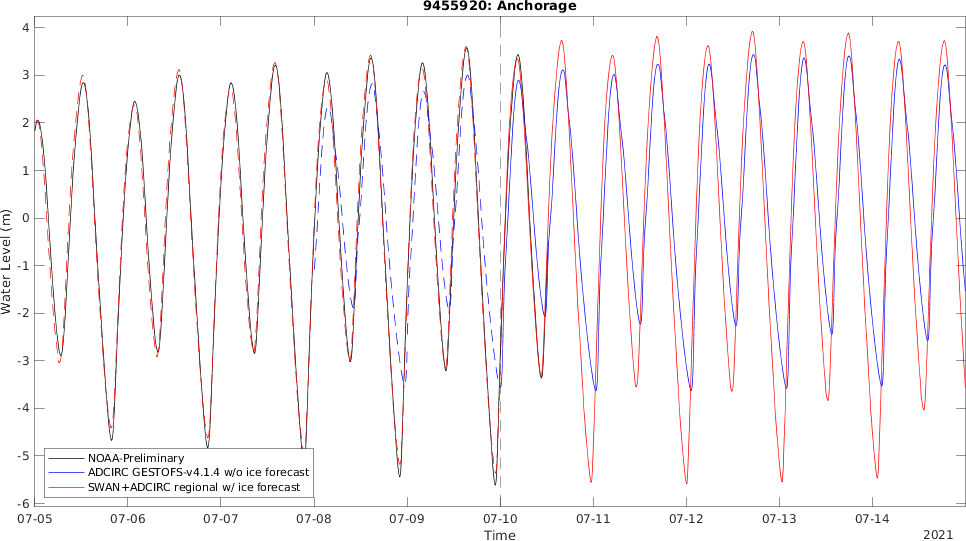 9455920: Anchorage
4
3
2
1
0
-1
-2
-3
-4
-5
-6
Water Level (m)
NOAA-Preliminary
ADCIRC GESTOFS-v4.1.4 w/o ice forecast
SWAN+ADCIRC regional w/ ice forecast
07-05 07-06 07-07 07-08 07-09 07-10 07-11 07-12 07-13 07-14
Time
2021